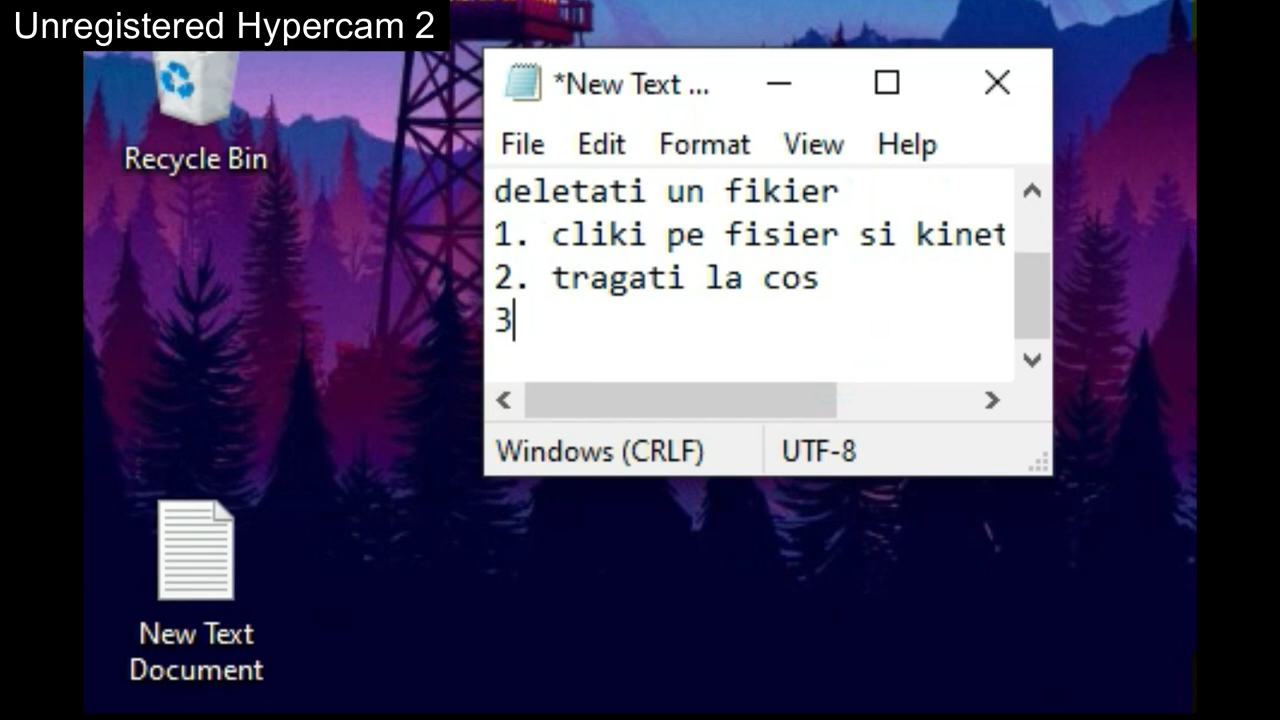 Unregistered Hypercam 2
Recycle Bin
*New Text ...
File Edit Format View Help
deletati un fikier
1. cliki pe fisier si kinet
2. tragati la cos
3
Windows (CRLF) UTF-8
New Text
Document